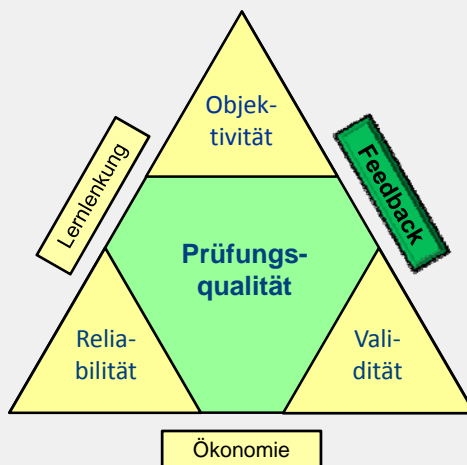 Objek-
tivität
Lernlenkung
Feedback
Prüfungs-
qualität
Relia-
bilität
Vali-
dität
Ökonomie